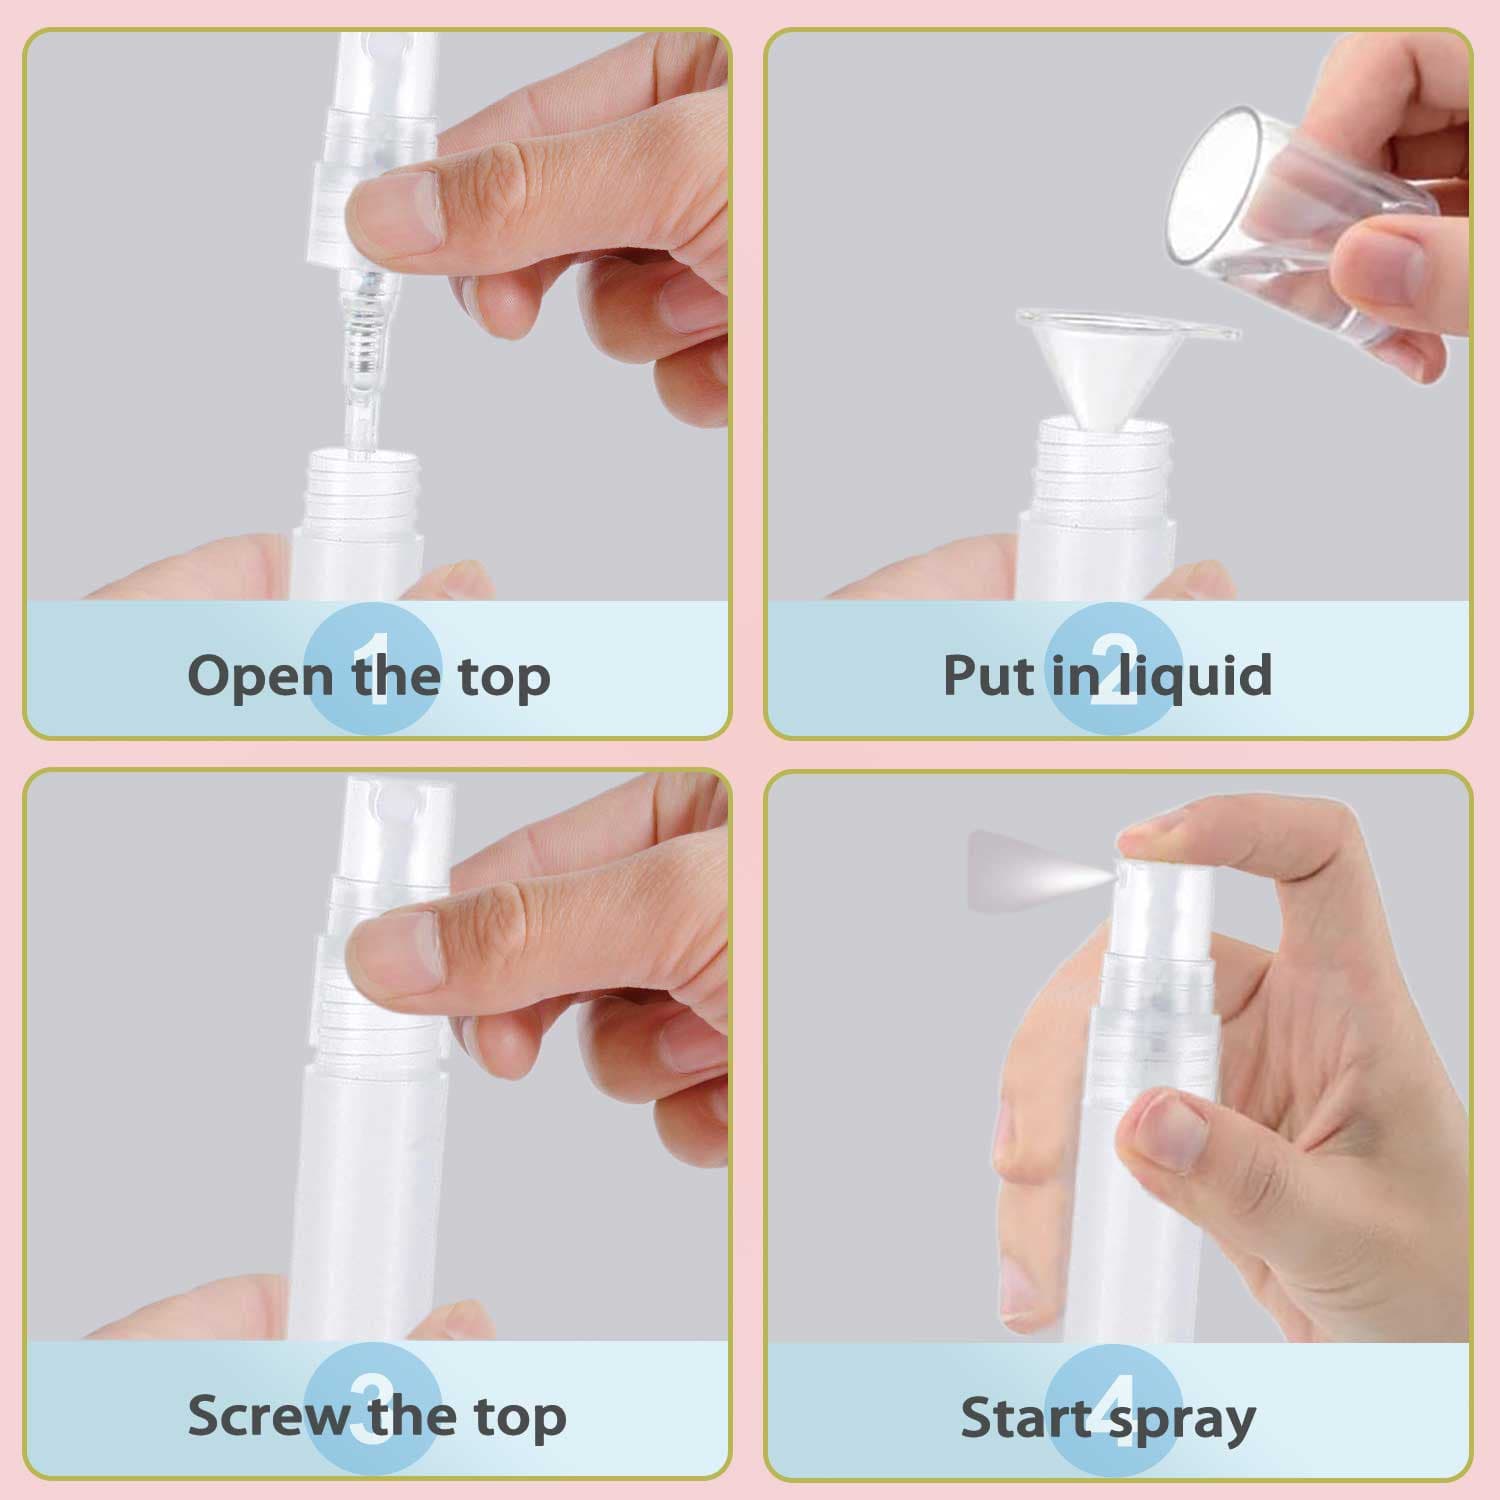 1
Open the top
2
Put in liquid
3
Screw the top
4
Start spray